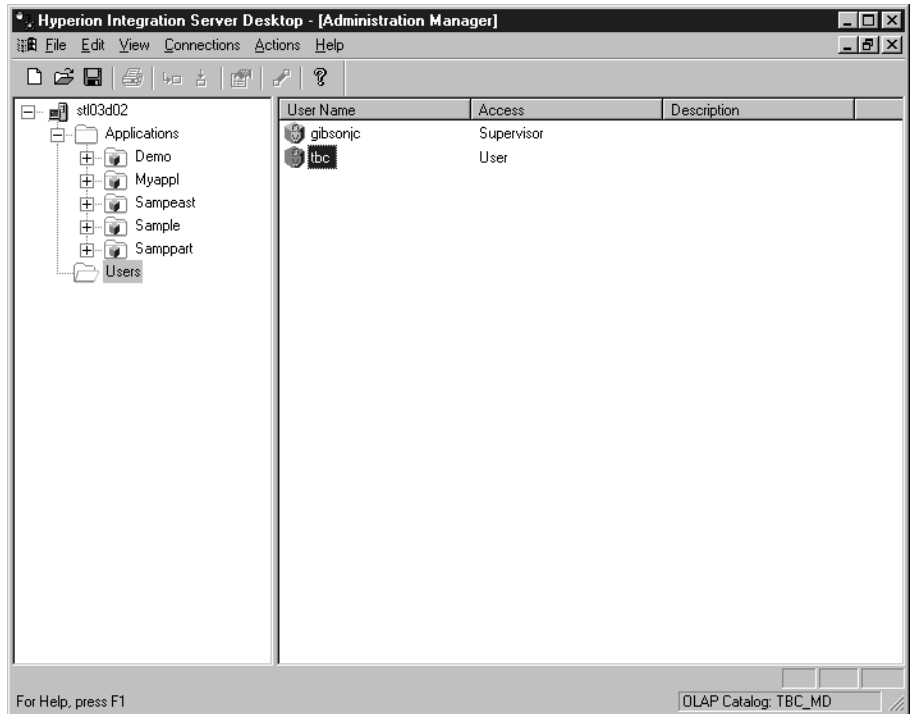 Hyperion Integration Server Desktop - [Administration Manager]
File Edit View Connections Actions Help
stl03d02
Applications
Demo
Myappl
Sampeast
Sample
Samppart
Users
User Name Access Description
gibsonjc Supervisor
tbc User
For Help, press F1
OLAP Catalog: TBC_MD